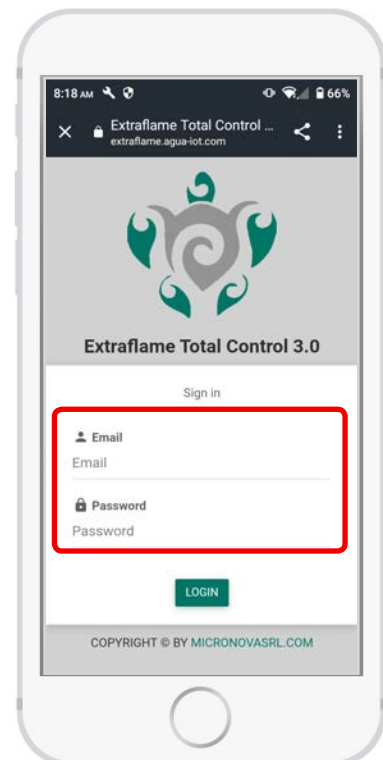 8:18 AM 66%
Extraflame Total Control ...
extraflame.agua-iot.com
Extraflame Total Control 3.0
Sign in
Email
Email
Password
Password
LOGIN
COPYRIGHT © BY MICRONOVASRL.COM